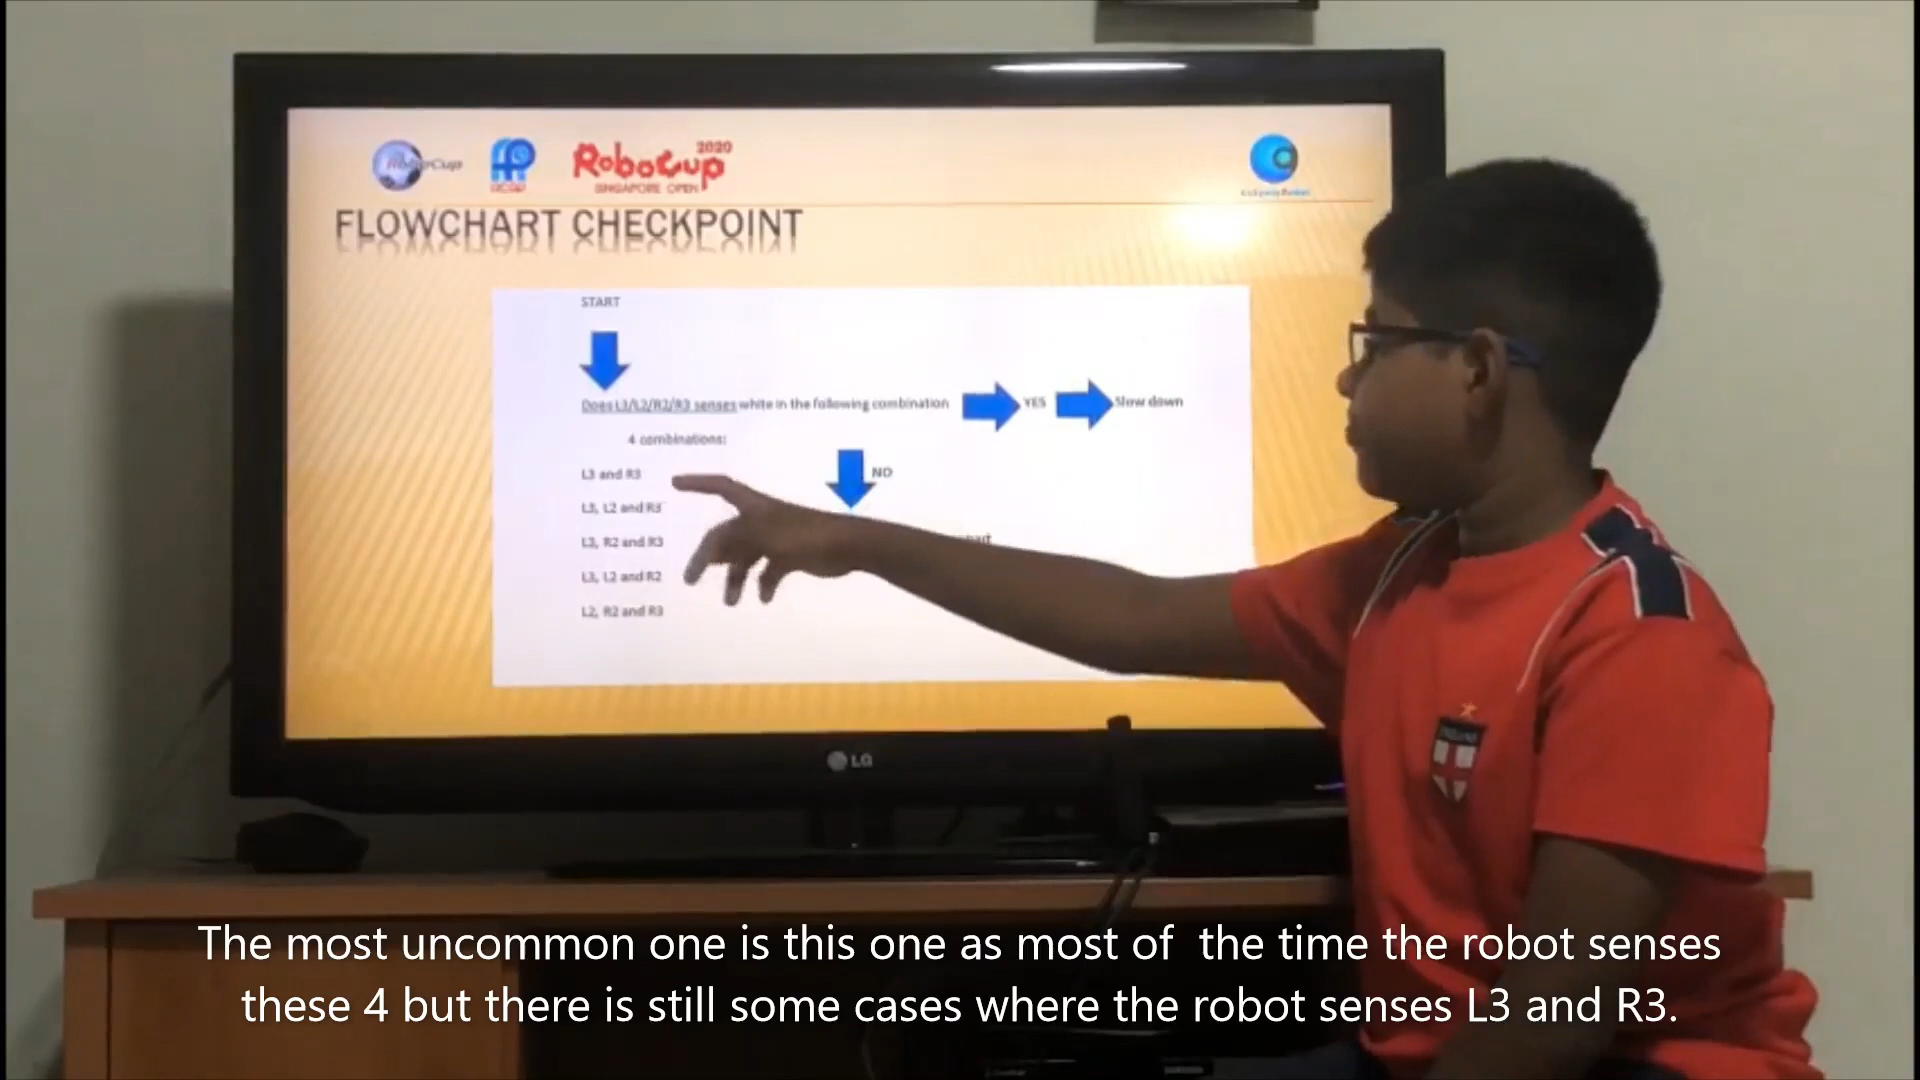 RoboCup
RCAP
RoboCup 2020
SINGAPORE OPEN
FLOWCHART CHECKPOINT
START
Does L3/L2/R2/R3 senses white in the following combination
YES
Slow down
4 combinations:
NO
L3 and R3
L3, L2 and R3
L3, R2 and R3
L3, L2 and R2
L2, R2 and R3
ENGLAND
LG
The most uncommon one is this one as most of the time the robot senses
these 4 but there is still some cases where the robot senses L3 and R3.